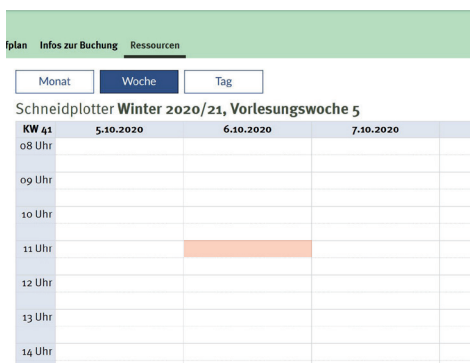 fplan Infos zur Buchung Ressourcen
Monat Woche Tag
Schneidplotter Winter 2020/21, Vorlesungswoche 5
KW 41 5.10.2020 6.10.2020 7.10.2020
08 Uhr
09 Uhr
10 Uhr
11 Uhr
12 Uhr
13 Uhr
14 Uhr